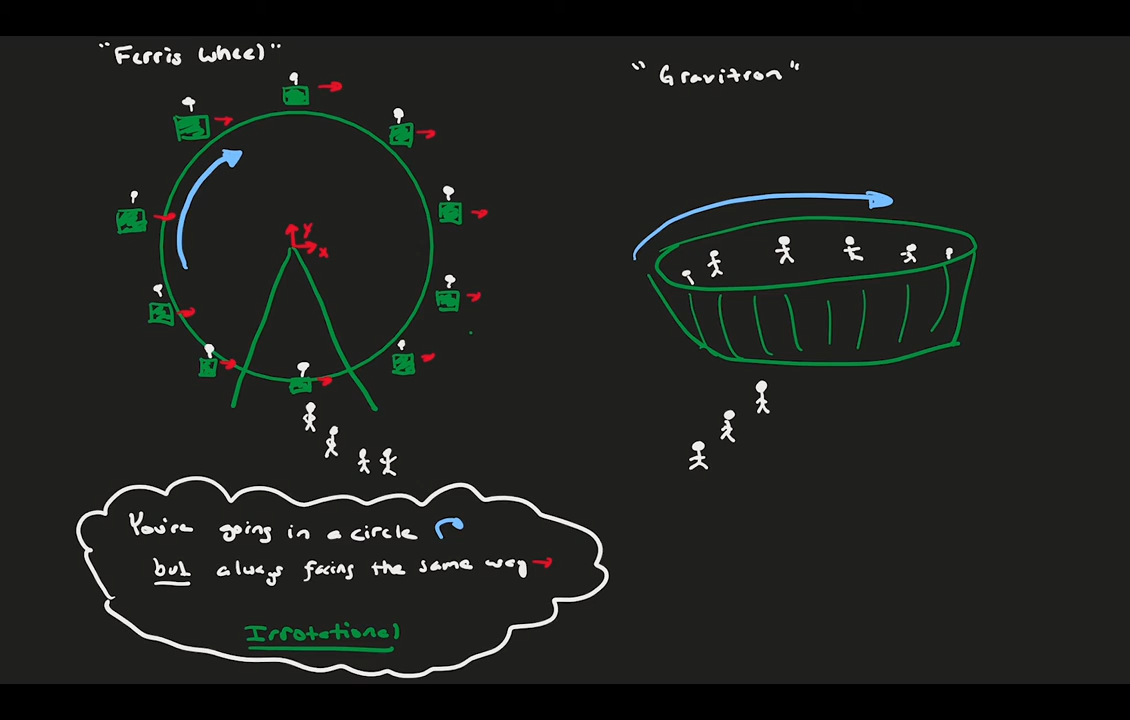 "Ferris Wheel"
"Gravitron"
Y
x
You're going in a circle
but always facing the same way
Irrotational